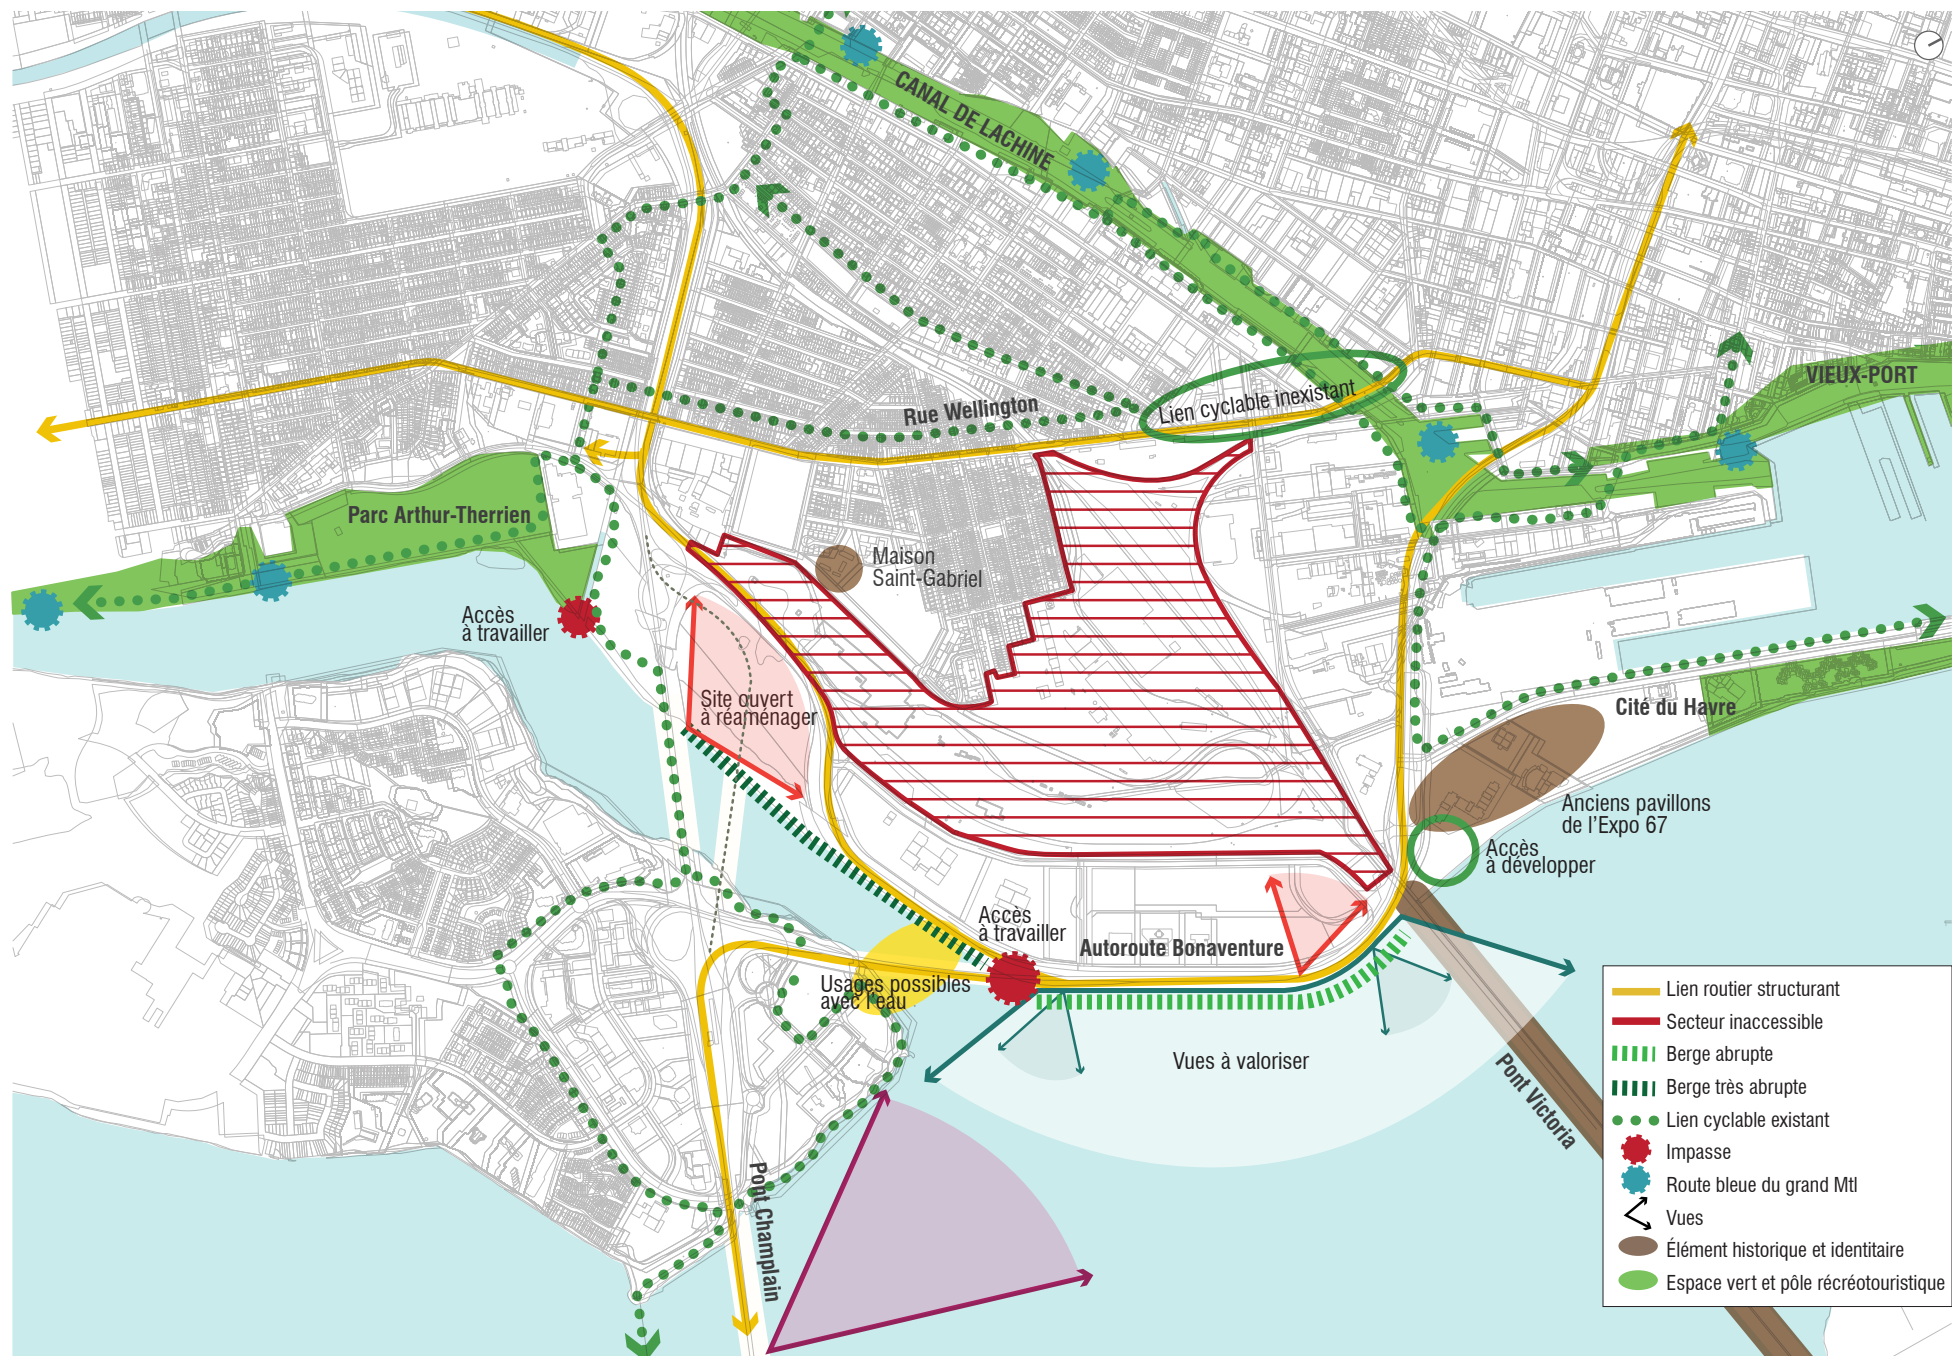 CANAL DE LACHINE
VIEUX-PORT
Lien cyclable inexistant
Rue Wellington
Parc Arthur-Therrien
Maison
Saint-Gabriel
Accès
à travailler
Site ouvert
à réaménager
Cité du Havre
Anciens pavillons
de l'Expo 67
Accès
à développer
Accès
à travailler
Autoroute Bonaventure
Usages possibles
avec l'eau
Vues à valoriser
Pont Victoria
Pont Champlain
Lien routier structurant
Secteur inaccessible
Berge abrupte
Berge très abrupte
Lien cyclable existant
Impasse
Route bleue du grand Mtl
Vues
Élément historique et identitaire
Espace vert et pôle récréotouristique